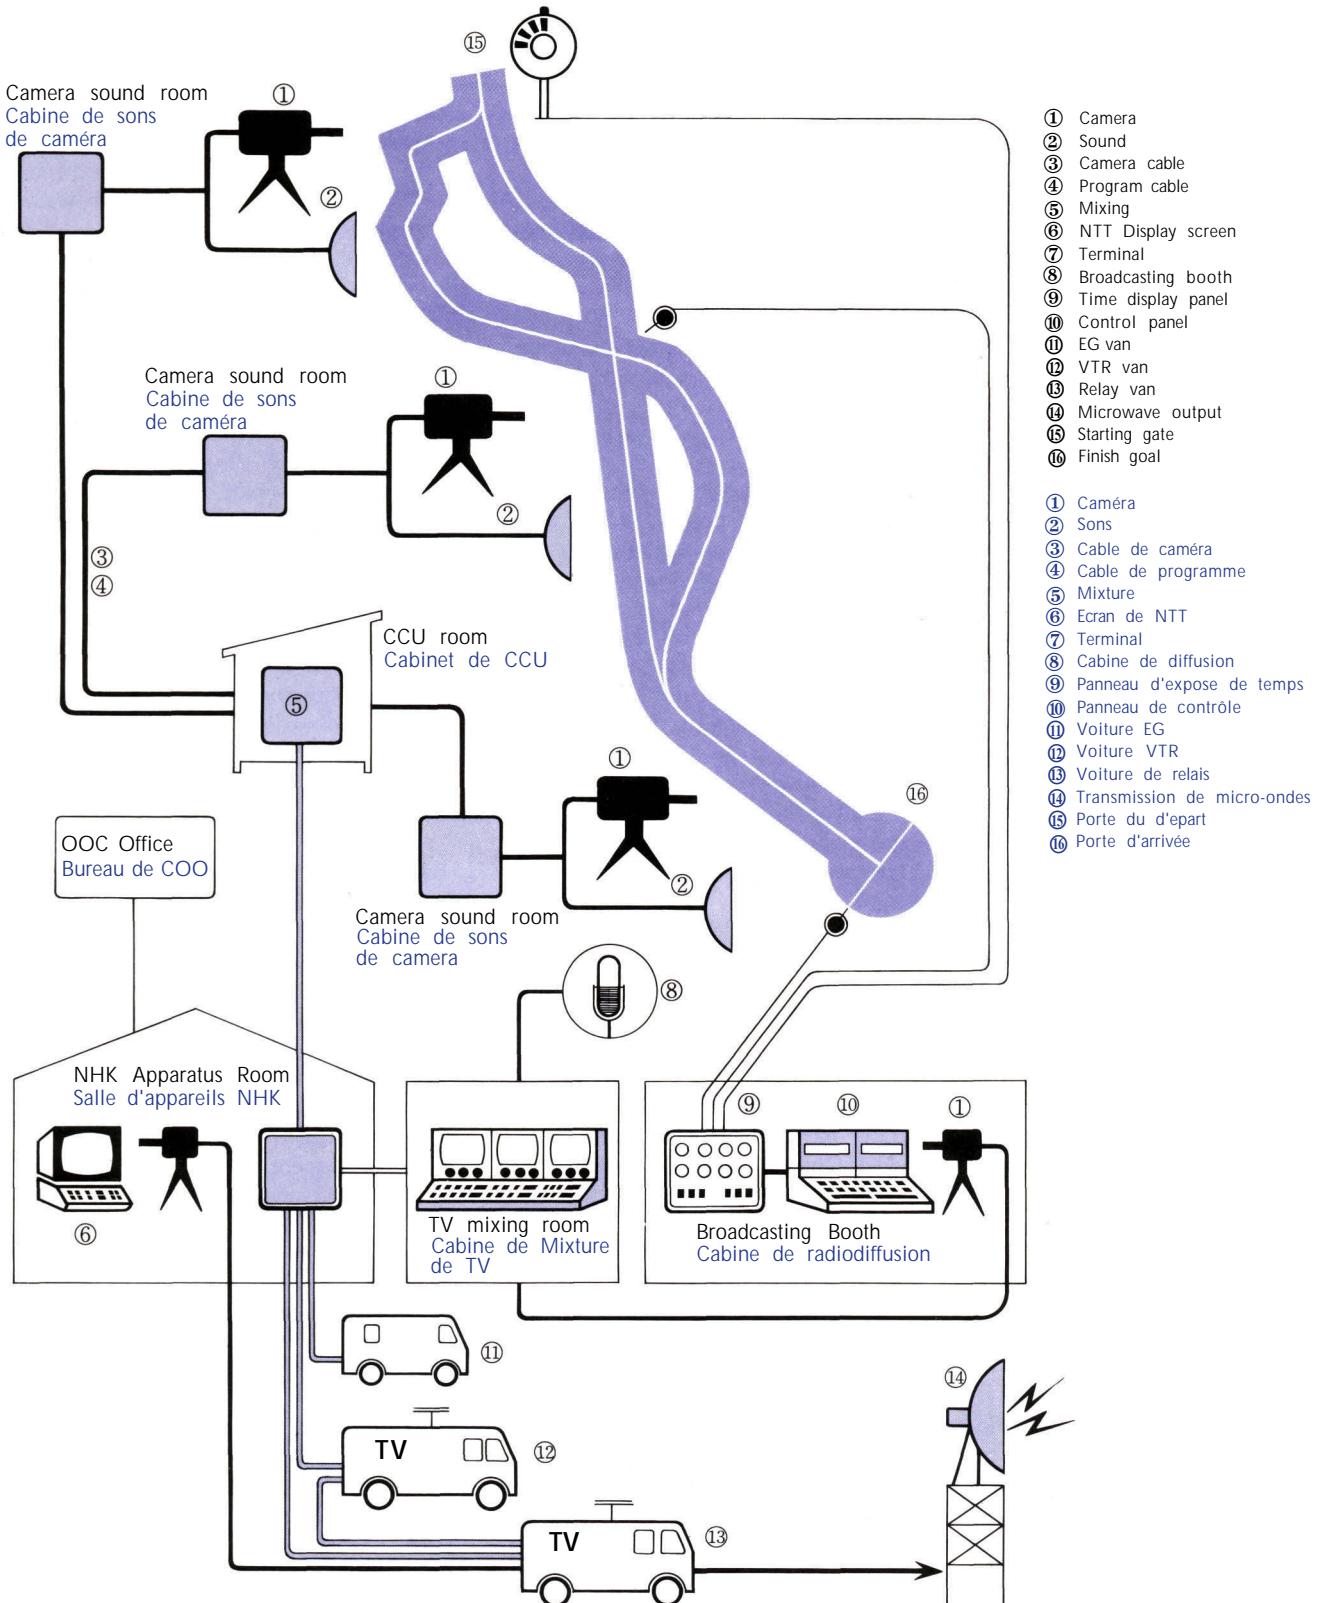 ⑮
Camera sound room
Cabine de sons
de caméra
①
②
① Camera
② Sound
③ Camera cable
④ Program cable
⑤ Mixing
⑥ NTT Display screen
⑦ Terminal
⑧ Broadcasting booth
⑨ Time display panel
⑩ Control panel
⑪ EG van
⑫ VTR van
⑬ Relay van
⑭ Microwave output
⑮ Starting gate
⑯ Finish goal
① Caméra
② Sons
③ Cable de caméra
④ Cable de programme
⑤ Mixture
⑥ Ecran de NTT
⑦ Terminal
⑧ Cabine de diffusion
⑨ Panneau d'expose de temps
⑩ Panneau de contrôle
⑪ Voiture EG
⑫ Voiture VTR
⑬ Voiture de relais
⑭ Transmission de micro-ondes
⑮ Porte du d'epart
⑯ Porte d'arrivée
Camera sound room
Cabine de sons
de caméra
①
②
③
④
CCU room
Cabinet de CCU
⑤
①
②
⑯
OOC Office
Bureau de COO
Camera sound room
Cabine de sons
de camera
⑧
NHK Apparatus Room
Salle d'appareils NHK
⑥
TV mixing room
Cabine de Mixture
de TV
⑨
⑩
①
Broadcasting Booth
Cabine de radiodiffusion
⑪
TV
⑫
TV
⑬
⑭